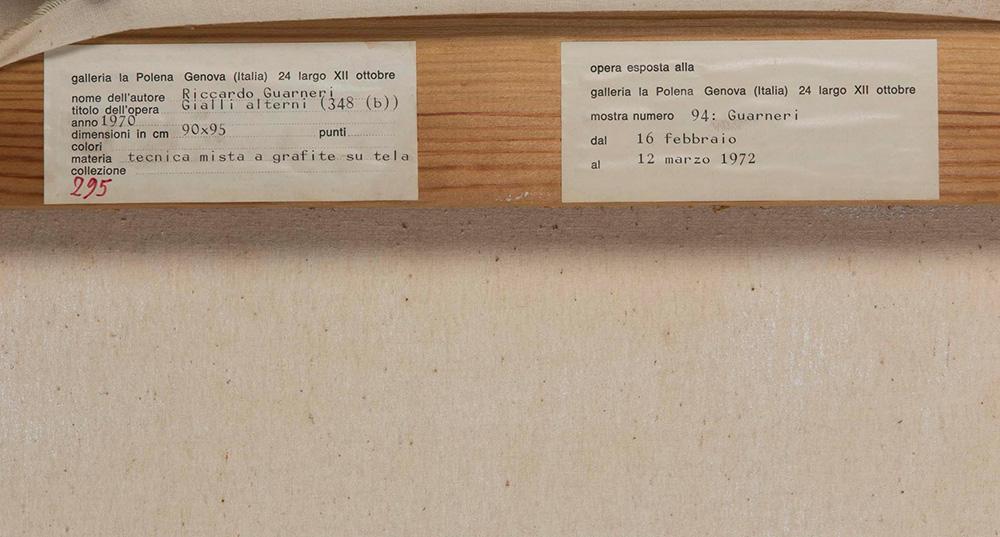 galleria la Polena Genova (Italia) 24 largo XII ottobre
nome dell'autore Riccardo Guarneri
titolo dell'opera Gialli alterni (348 (b))
anno 1970
dimensioni in cm 90x95 punti
colori
materia tecnica mista a grafite su tela
collezione
295
opera esposta alla
galleria la Polena Genova (Italia) 24 largo XII ottobre
mostra numero 94: Guarneri
dal 16 febbraio
al 12 marzo 1972